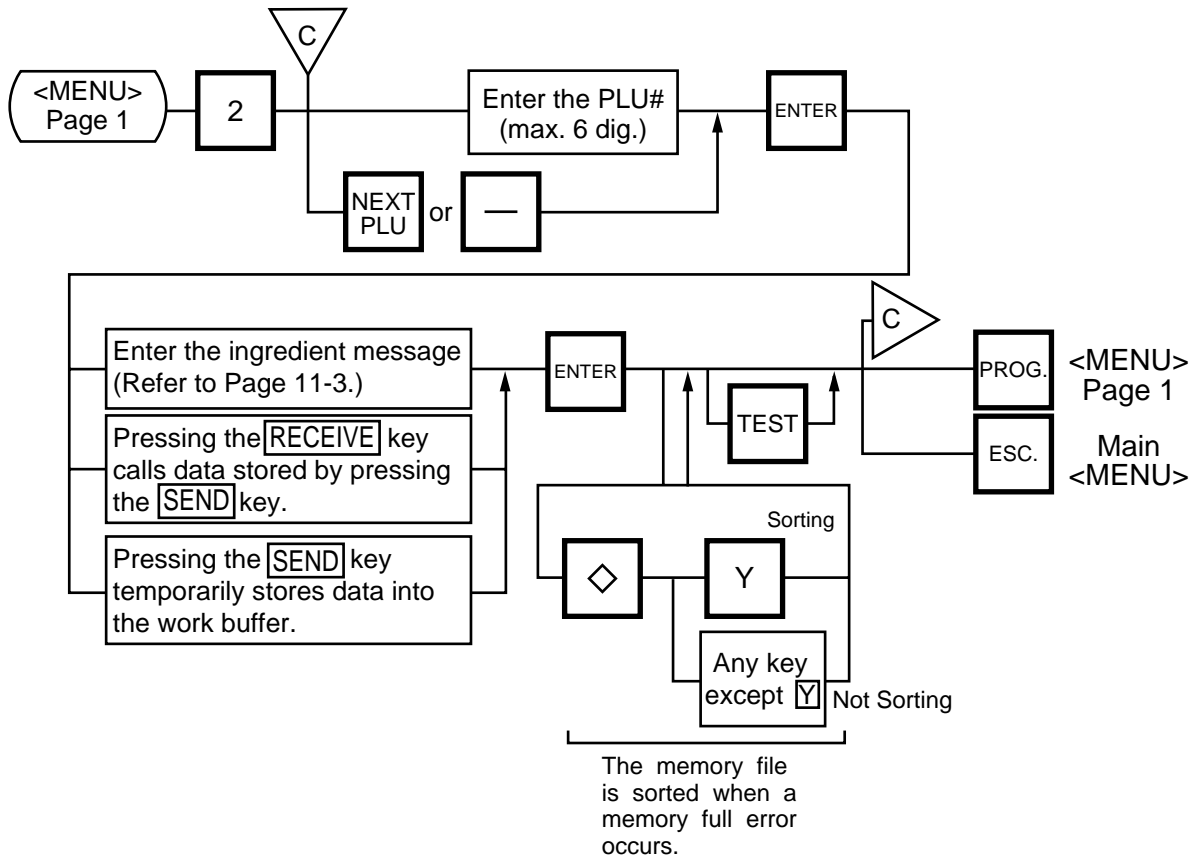 C
<MENU>
Page 1
2
Enter the PLU#
(max. 6 dig.)
ENTER
NEXT
PLU
or
—
C
Enter the ingredient message
(Refer to Page 11-3.)
ENTER
PROG.
<MENU>
Page 1
TEST
Pressing the RECEIVE key
calls data stored by pressing
the SEND key.
ESC.
Main
<MENU>
Sorting
Pressing the SEND key
temporarily stores data into
the work buffer.
◇
Y
Any key
except Y
Not Sorting
The memory file
is sorted when a
memory full error
occurs.